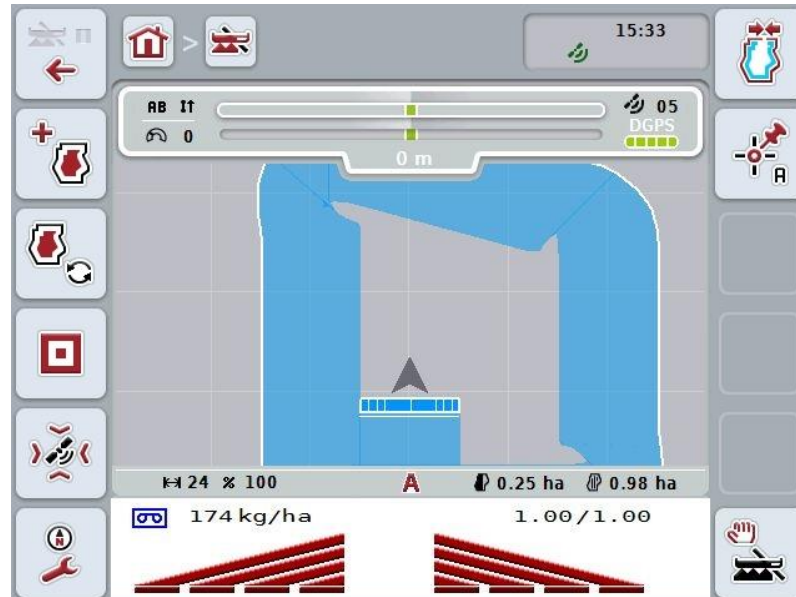 15:33
>
AB
05
0
DGPS
0 m
A
24 % 100
A
0.25 ha
0.98 ha
174 kg/ha
1.00/1.00
N